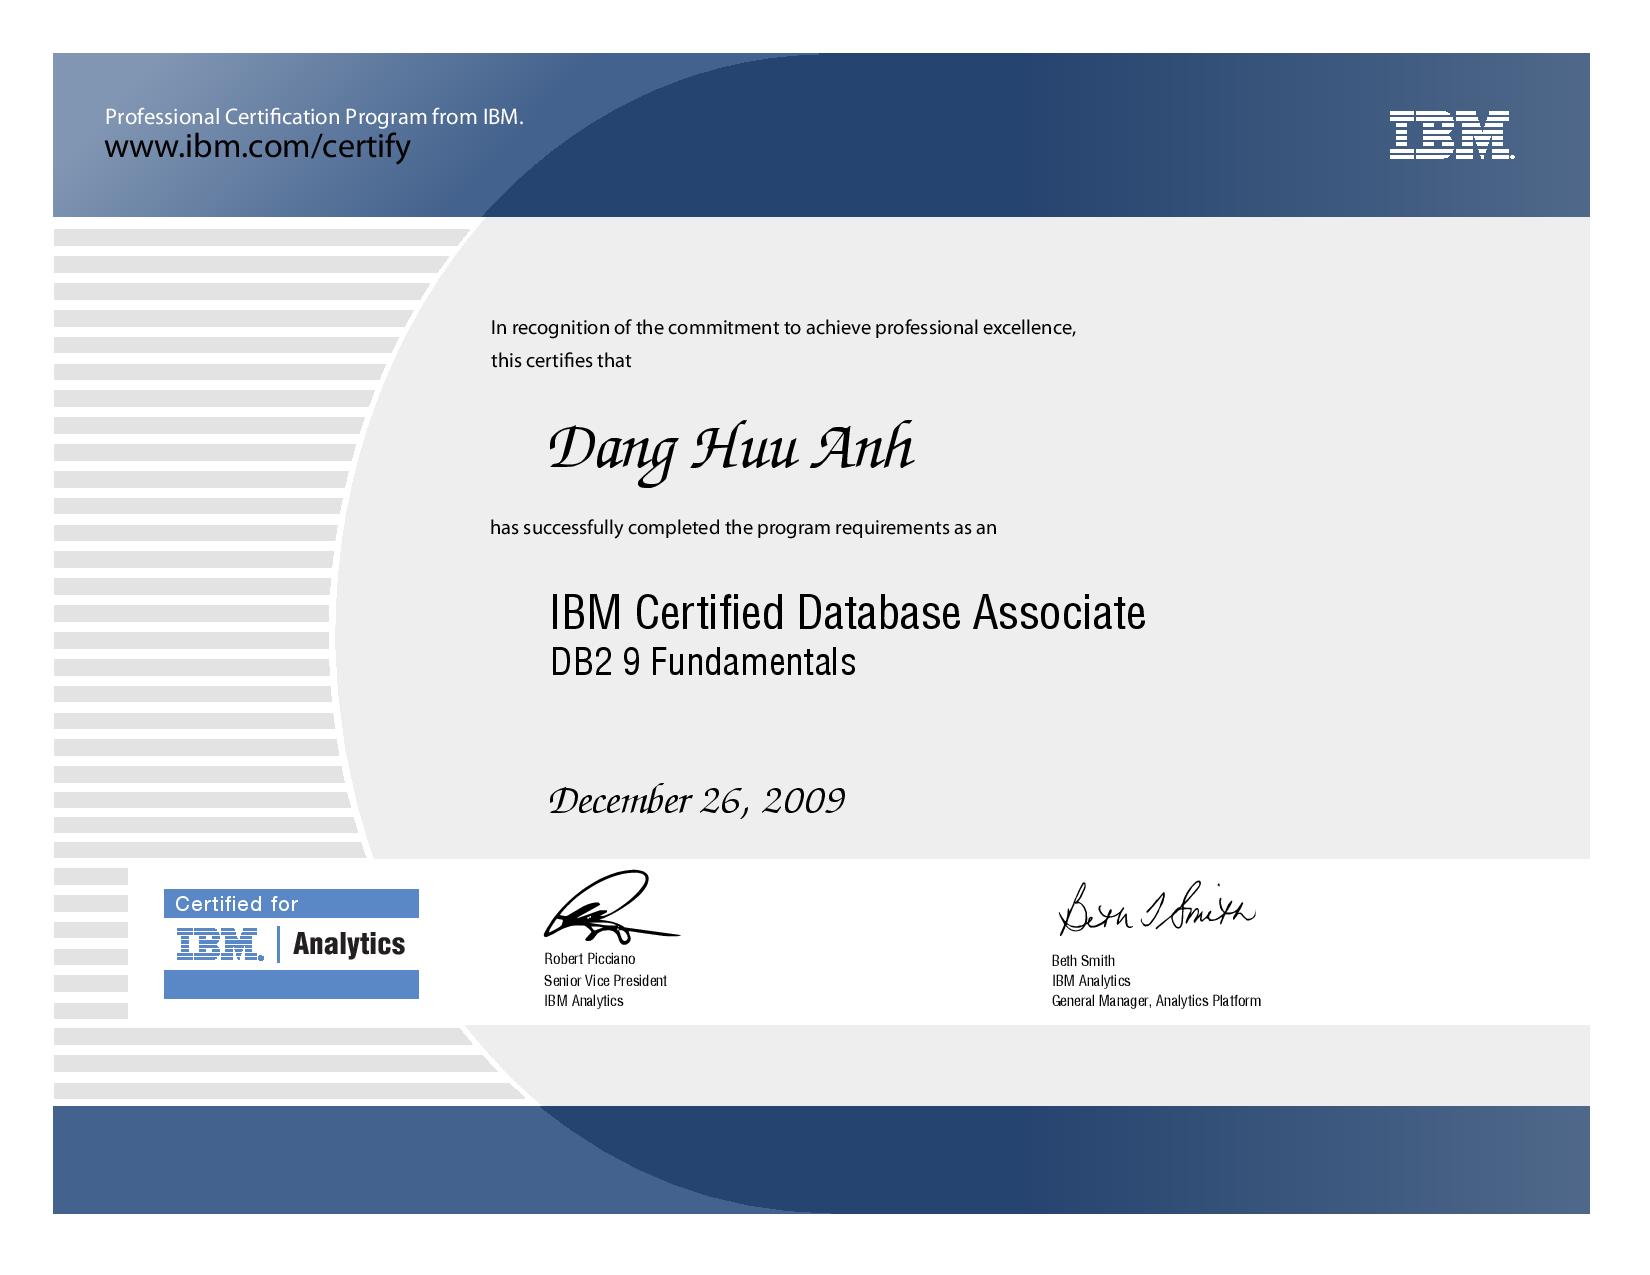 Professional Certification Program from IBM.
www.ibm.com/certify
IBM®
In recognition of the commitment to achieve professional excellence,
this certifies that
Dang Huu Anh
has successfully completed the program requirements as an
IBM Certified Database Associate
DB2 9 Fundamentals
December 26, 2009
Certified for
IBM® | Analytics
Robert Picciano
Senior Vice President
IBM Analytics
Beth J Smith
Beth Smith
IBM Analytics
General Manager, Analytics Platform